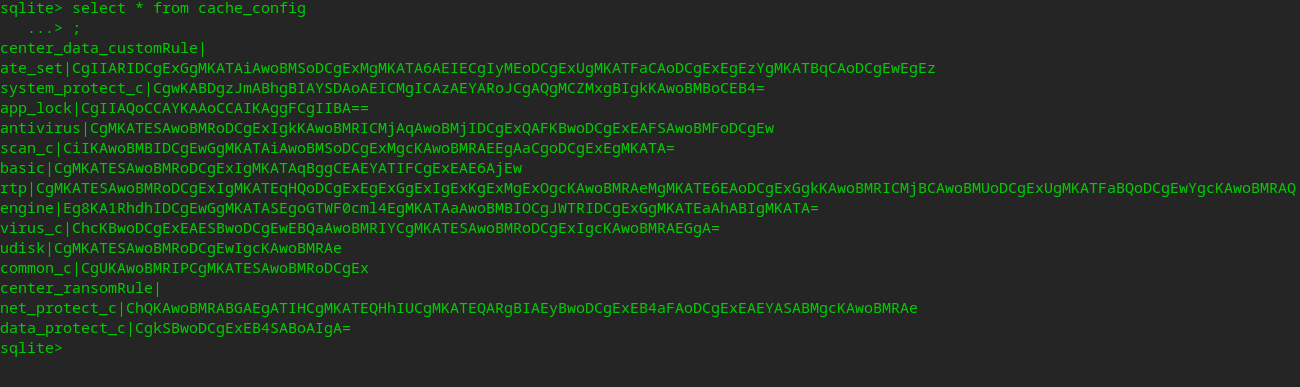 sqlite> select * from cache_config
...> ;
center_data_customRule|
ate_set|CgIIARIDCgExGgMKATAiAwoBMSoDCgExMgMKATA6AEIECgIyMEoDCgExUgMKATFaCAoDCgExEgEzYgMKATBqCAoDCgEwEgEz
system_protect_c|CgwKABDgzJmABhgBIAYSDAoAEICMgICAzAEYARoJCgAQgMCZMxgBIgkKAwoBMBoCEB4=
app_lock|CgIIAQoCCAYKAAoCCAIKAggFCgIIBA==
antivirus|CgMKATESAwoBMRoDCgExIgkKAwoBMRICMjAqAwoBMjIDCgExQAFKBwoDCgExEAFSAwoBMFoDCgEw
scan_c|CiIKAwoBMBIDCgEwGgMKATAiAwoBMSoDCgExMgcKAwoBMRAEEgAaCgoDCgExEgMKATA=
basic|CgMKATESAwoBMRoDCgExIgMKATAqBggCEAEYATIFCgExEAE6AjEw
rtp|CgMKATESAwoBMRoDCgExIgMKATEqHQoDCgExEgExGgExIgExKgExMgExOgcKAwoBMRAeMgMKATE6EAoDCgExGgkKAwoBMRICMjBCAwoBMUoDCgExUgMKATFaBQoDCgEwYgcKAwoBMRAQ
engine|Eg8KA1RhdhIDCgEwGgMKATASEgoGTWF0cml4EgMKATAaAwoBMBIOCgJWTRIDCgExGgMKATEaAhABIgMKATA=
virus_c|ChcKBwoDCgExEAESBwoDCgEwEBQaAwoBMRIYCgMKATESAwoBMRoDCgExIgcKAwoBMRAEGgA=
udisk|CgMKATESAwoBMRoDCgEwIgcKAwoBMRAe
common_c|CgUKAwoBMRIPCgMKATESAwoBMRoDCgEx
center_ransomRule|
net_protect_c|ChQKAwoBMRABGAEgATIHCgMKATEQHhIUCgMKATEQARgBIAEyBwoDCgExEB4aFAoDCgExEAEYASABMgcKAwoBMRAe
data_protect_c|CgkSBwoDCgExEB4SABoAIgA=
sqlite>